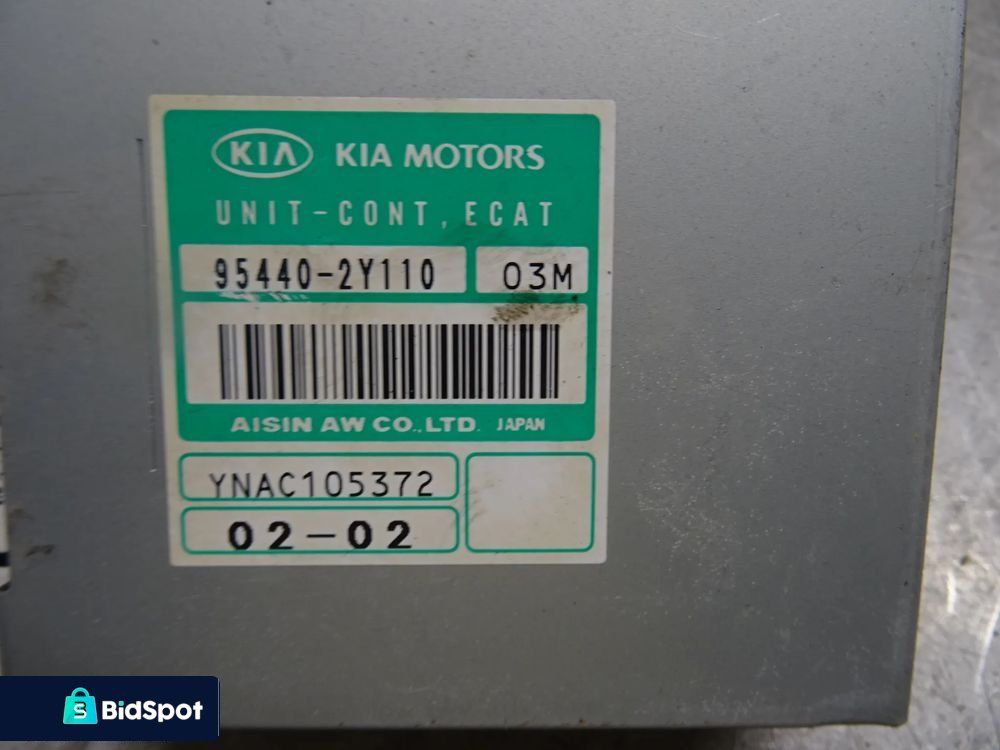 KIA KIA MOTORS
UNIT-CONT, ECAT
95440-2Y110 03M
AISIN AW CO.,LTD. JAPAN
YNAC105372
02-02
BidSpot